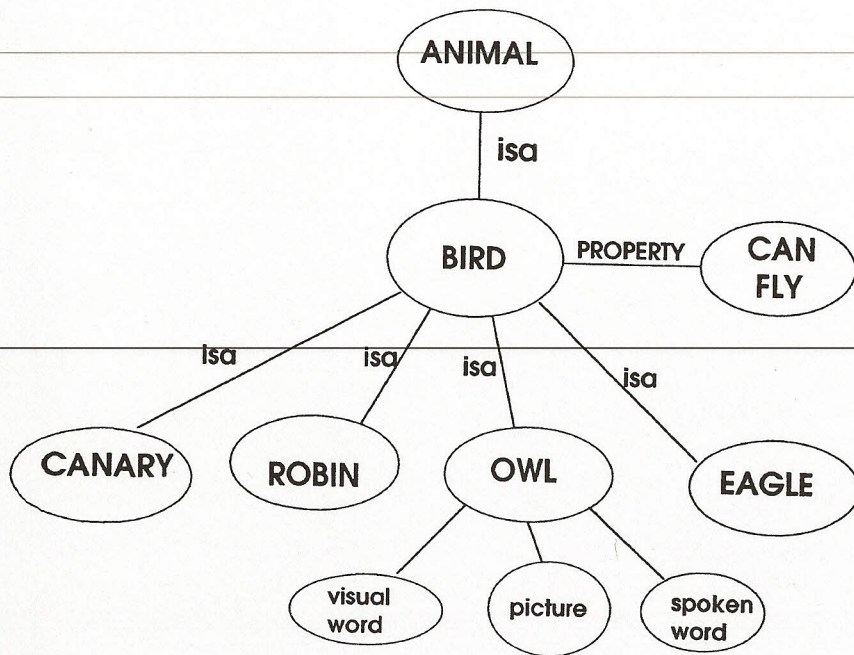 ANIMAL
isa
BIRD
PROPERTY
CAN
FLY
isa
isa
isa
isa
CANARY
ROBIN
OWL
EAGLE
visual
word
picture
spoken
word